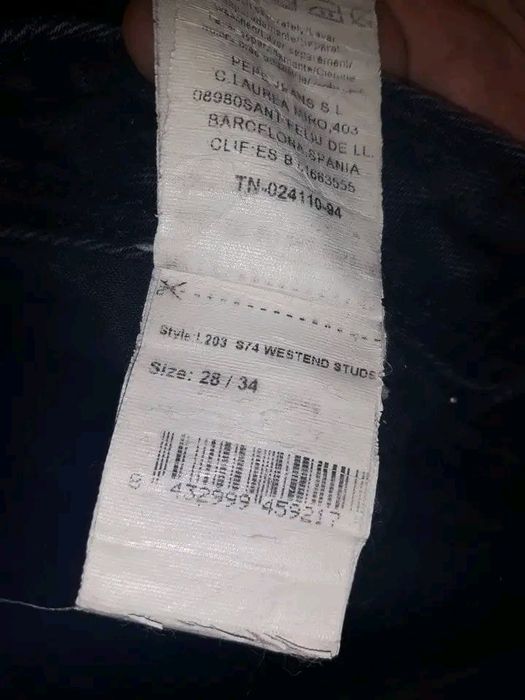 PEPE JEANS S.L
C.LAUREA MIRO,403
08980SANT FELIU DE LL.
BARCELONA.SPANIA
CLIF:ES B
TN-024110-94
Style:L203 S74 WESTEND STUDS
Size: 28 / 34
8 432999 459217